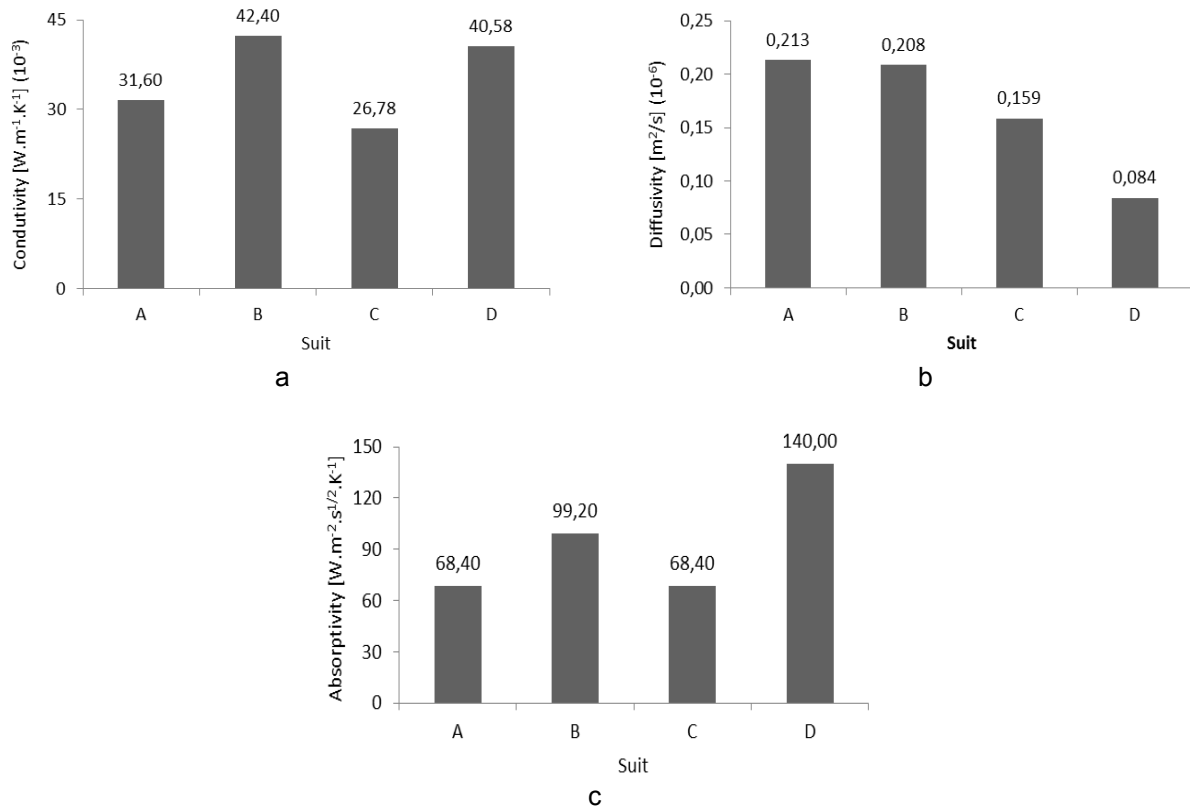 Condutivity [W.m⁻¹.K⁻¹] (10⁻³)
45
30
15
0
31,60
42,40
26,78
40,58
A B C D
Suit
a
Diffusivity [m²/s] (10⁻⁶)
0,25
0,20
0,15
0,10
0,05
0,00
0,213
0,208
0,159
0,084
A B C D
Suit
b
Absorptivity [W.m⁻².s¹/².K⁻¹]
150
120
90
60
30
0
68,40
99,20
68,40
140,00
A B C D
Suit
c